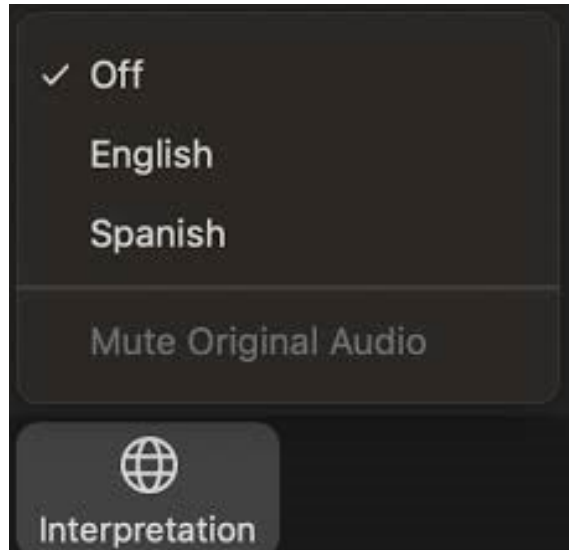 Off
English
Spanish
Mute Original Audio
Interpretation